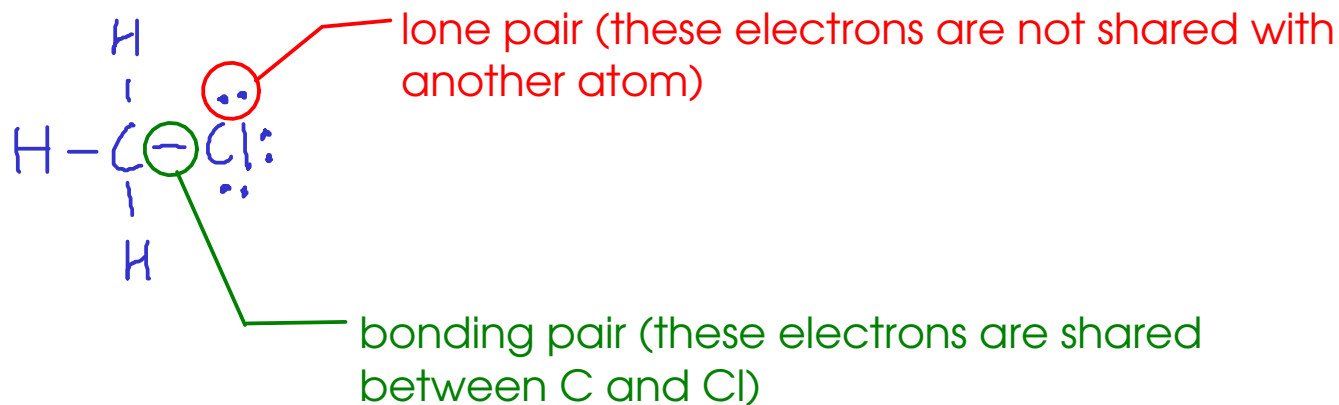 H
lone pair (these electrons are not shared with
another atom)
H – C – Cl
H
bonding pair (these electrons are shared
between C and Cl)